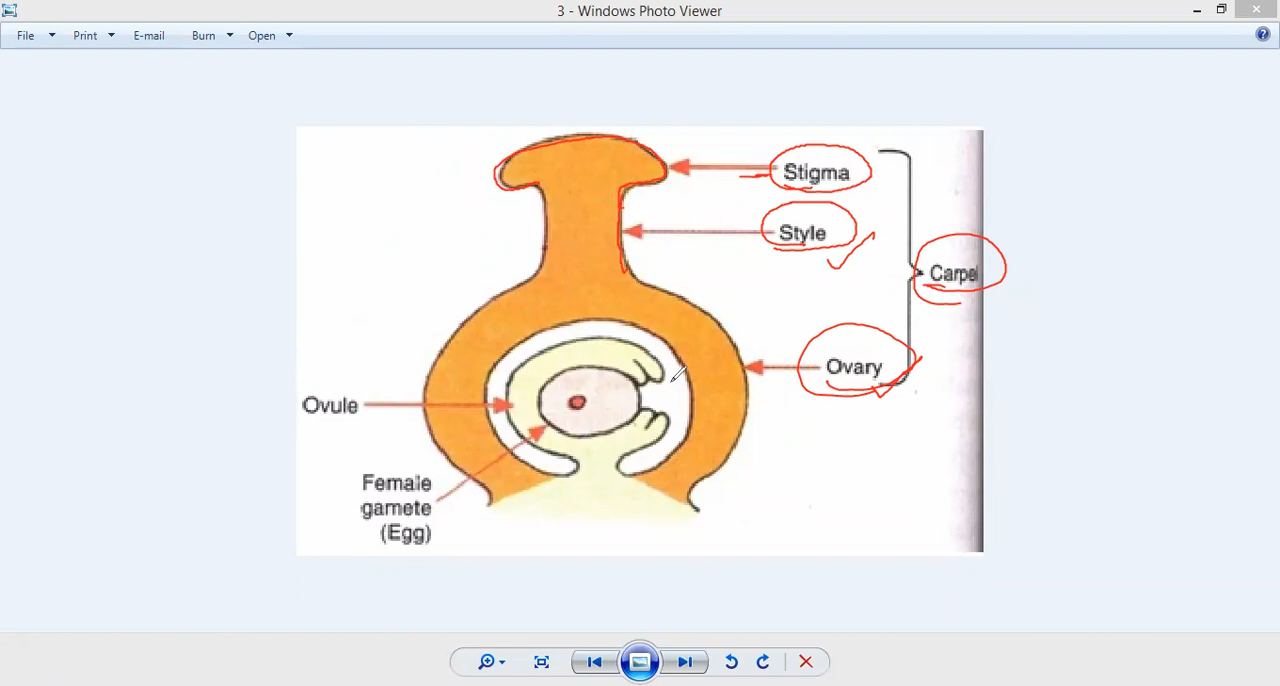 3 - Windows Photo Viewer
File Print E-mail Burn Open
Stigma
Style
Carpel
Ovary
Ovule
Female
gamete
(Egg)